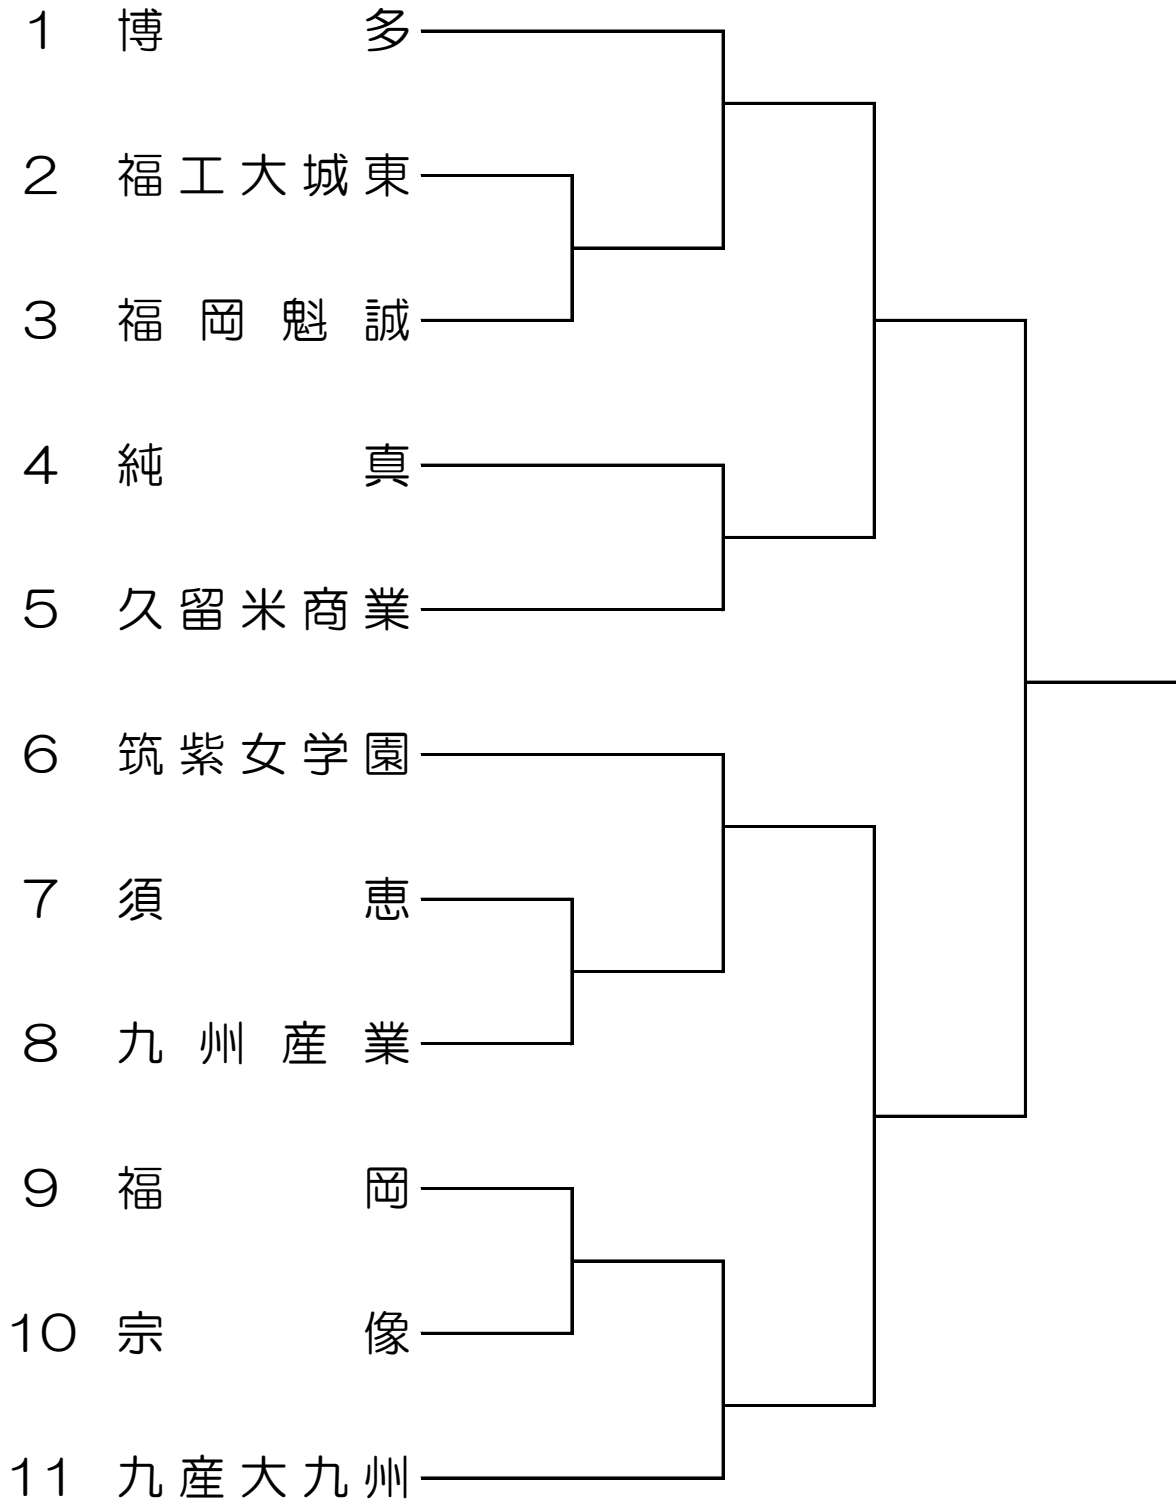 1 博多
2 福工大城東
3 福岡魁誠
4 純真
5 久留米商業
6 筑紫女学園
7 須恵
8 九州産業
9 福岡
10 宗像
11 九産大九州